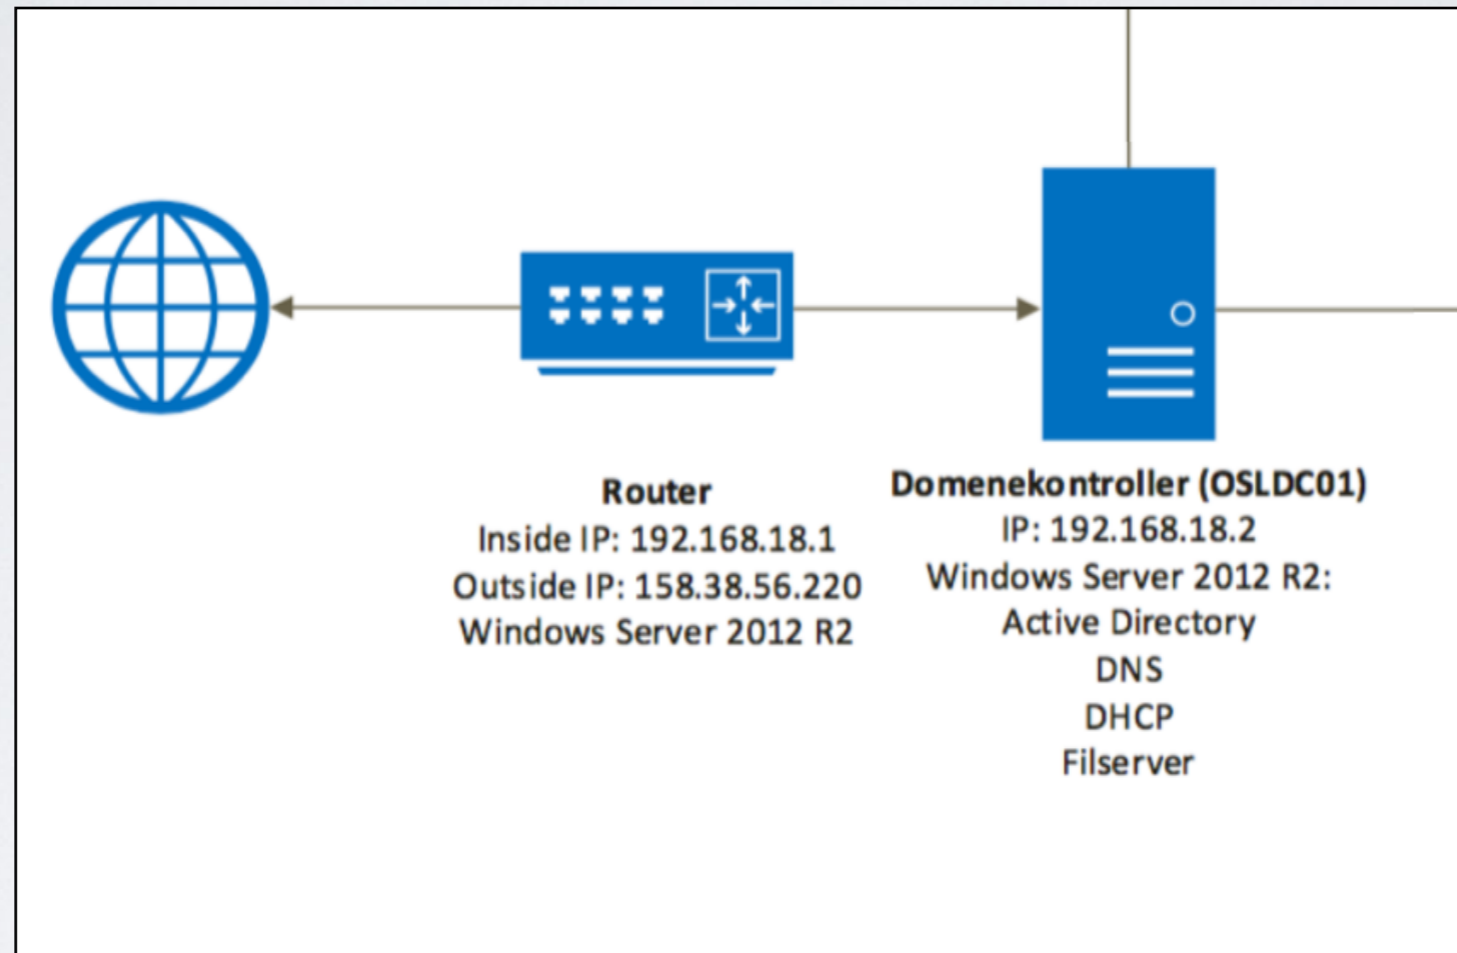 Router
Inside IP: 192.168.18.1
Outside IP: 158.38.56.220
Windows Server 2012 R2
Domenekontroller (OSLDC01)
IP: 192.168.18.2
Windows Server 2012 R2:
Active Directory
DNS
DHCP
Filserver